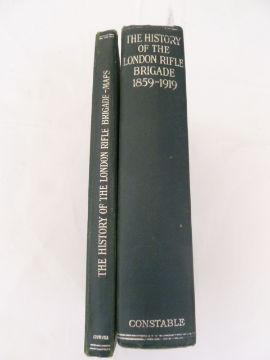 THE HISTORY OF THE LONDON RIFLE BRIGADE-MAPS
THE HISTORY
OF THE
LONDON RIFLE
BRIGADE
1859-1919
CONSTABLE